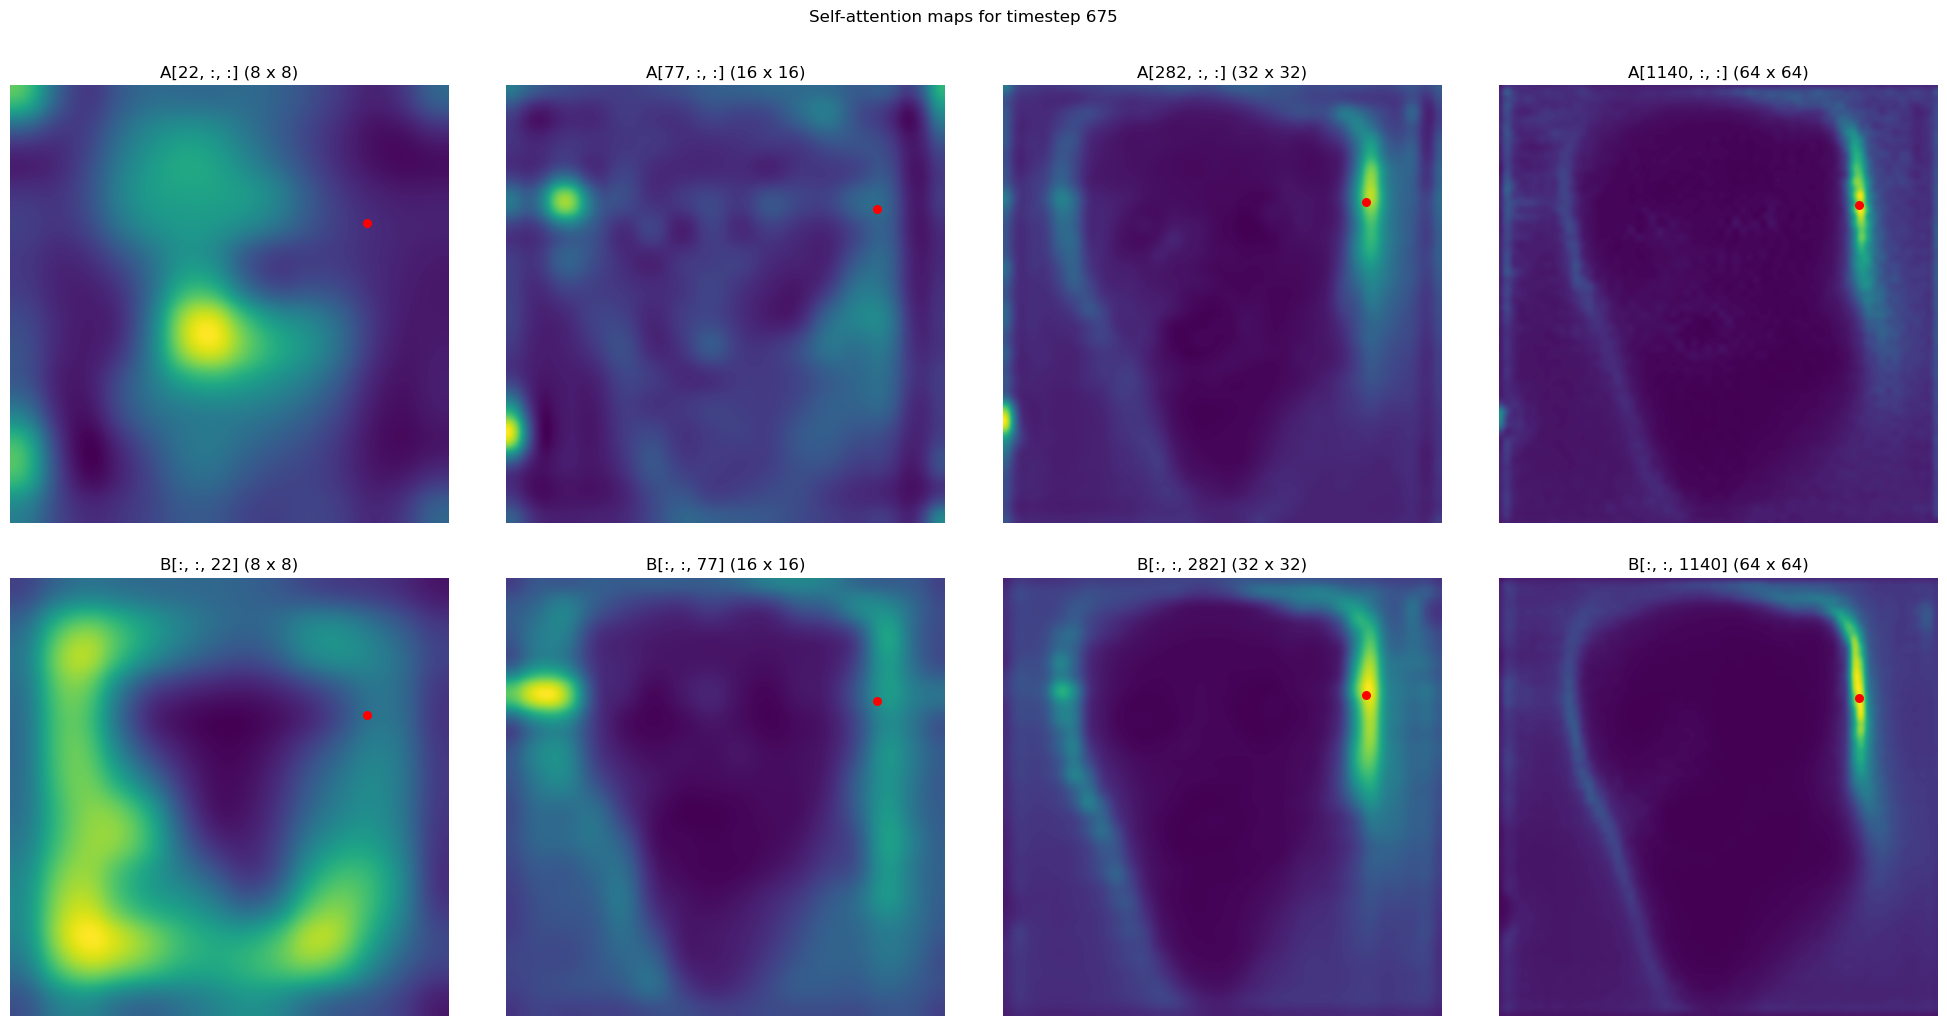 Self-attention maps for timestep 675
A[22, :, :] (8 x 8)
A[77, :, :] (16 x 16)
A[282, :, :] (32 x 32)
A[1140, :, :] (64 x 64)
B[:, :, 22] (8 x 8)
B[:, :, 77] (16 x 16)
B[:, :, 282] (32 x 32)
B[:, :, 1140] (64 x 64)